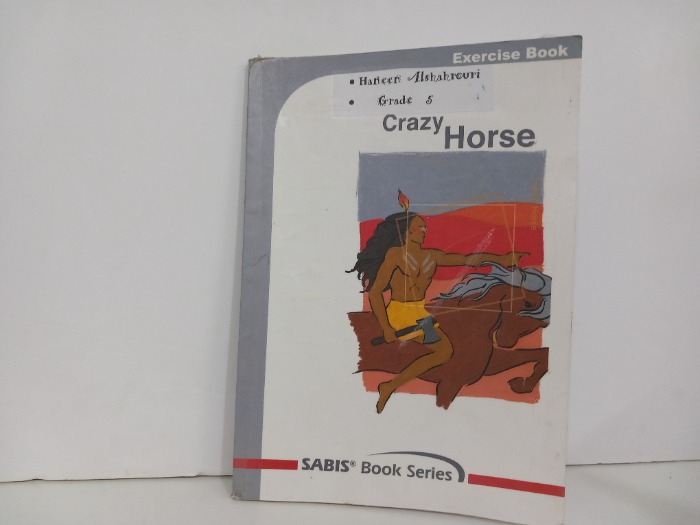 Exercise Book
• Haneen Alshahrouri
• Grade 5
Crazy Horse
SABIS® Book Series